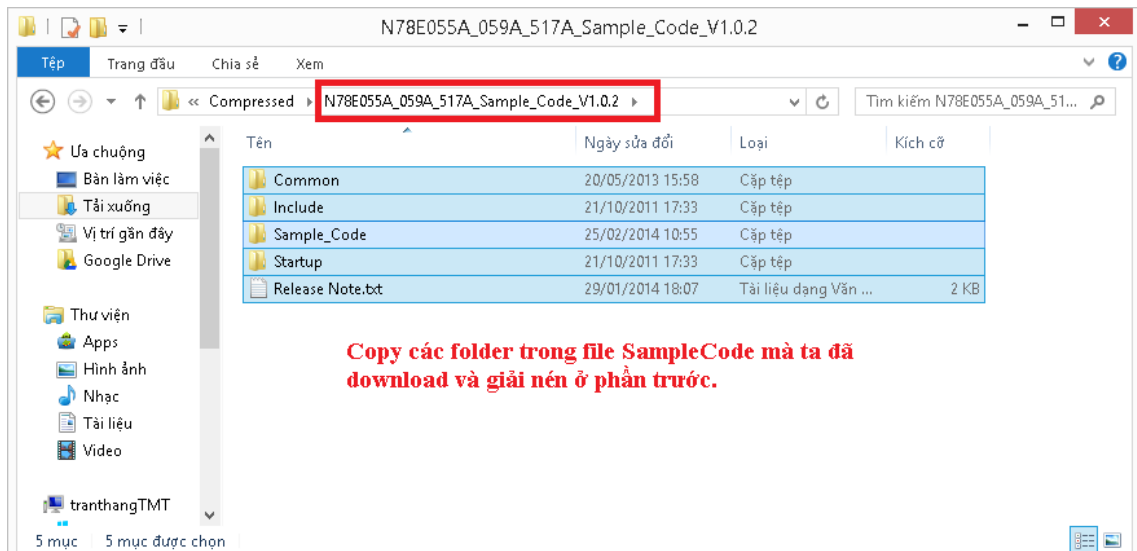 N78E055A_059A_517A_Sample_Code_V1.0.2
Tệp Trang đầu Chia sẻ Xem
« Compressed N78E055A_059A_517A_Sample_Code_V1.0.2 Tìm kiếm N78E055A_059A_51...
Tên Ngày sửa đổi Loại Kích cỡ
Ưa chuộng
Bàn làm việc
Tải xuống
Vị trí gần đây
Google Drive
Thư viện
Apps
Hình ảnh
Nhạc
Tài liệu
Video
tranthangTMT
Common 20/05/2013 15:58 Cặp tệp
Include 21/10/2011 17:33 Cặp tệp
Sample_Code 25/02/2014 10:55 Cặp tệp
Startup 21/10/2011 17:33 Cặp tệp
Release Note.txt 29/01/2014 18:07 Tài liệu dạng Văn ... 2 KB
Copy các folder trong file SampleCode mà ta đã
download và giải nén ở phần trước.
5 mục 5 mục được chọn